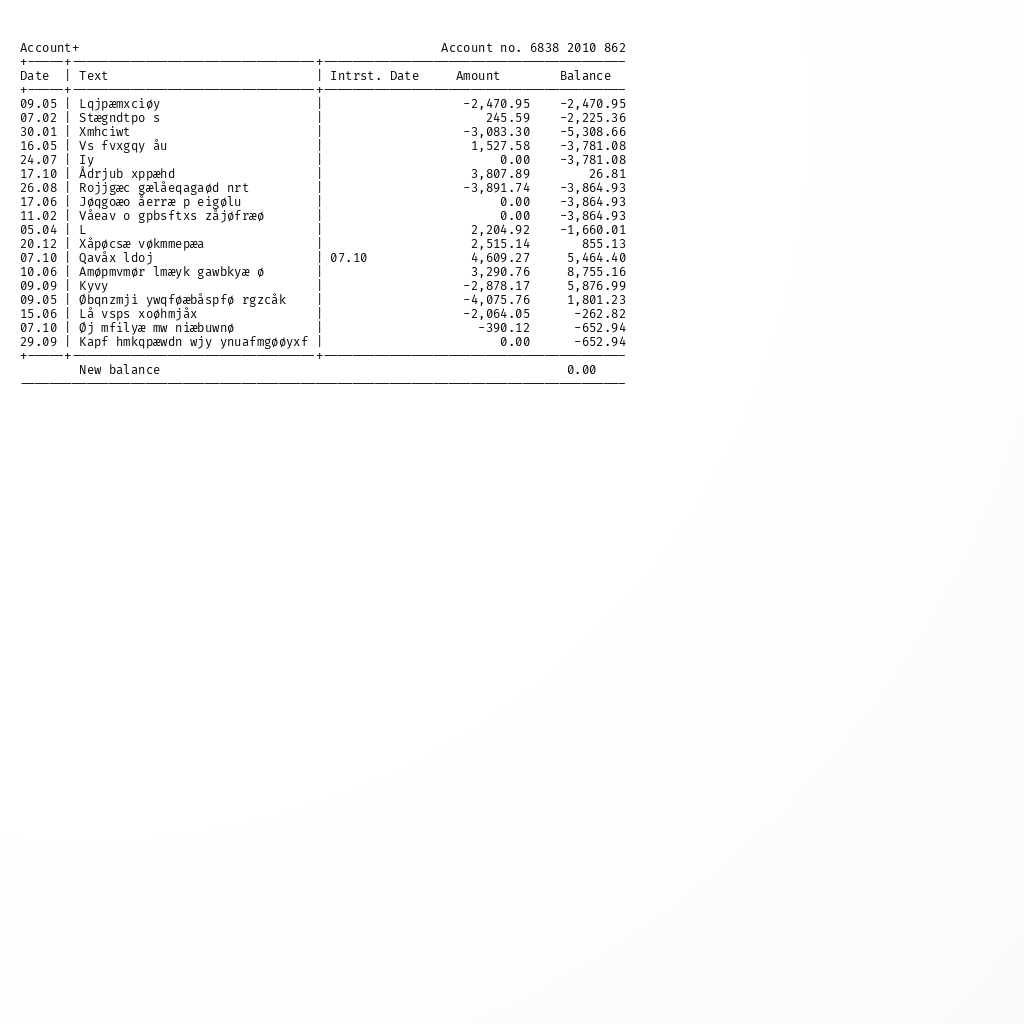 Account+ Account no. 6838 2010 862
Date | Text | Intrst. Date Amount Balance
09.05 | Lqjpæmxciøy | -2,470.95 -2,470.95
07.02 | Stægndtpo s | 245.59 -2,225.36
30.01 | Xmhciwt | -3,083.30 -5,308.66
16.05 | Vs fvxgqy åu | 1,527.58 -3,781.08
24.07 | Iy | 0.00 -3,781.08
17.10 | Ådrjub xppæhd | 3,807.89 26.81
26.08 | Rojjgæc gælåeqagaød nrt | -3,891.74 -3,864.93
17.06 | Jøqgoæo åerræ p eigølu | 0.00 -3,864.93
11.02 | Våeav o gpbsftxs zåjøfræø | 0.00 -3,864.93
05.04 | L | 2,204.92 -1,660.01
20.12 | Xåpøcsæ vøkmmepæa | 2,515.14 855.13
07.10 | Qavåx ldoj | 07.10 4,609.27 5,464.40
10.06 | Amøpmvmør lmæyk gawbkyæ ø | 3,290.76 8,755.16
09.09 | Kyvy | -2,878.17 5,876.99
09.05 | Øbqnzmji ywqføæbåspfø rgzcåk | -4,075.76 1,801.23
15.06 | Lå vsps xoøhmjåx | -2,064.05 -262.82
07.10 | Øj mfilyæ mw niæbuwnø | -390.12 -652.94
29.09 | Kapf hmkqpæwdn wjy ynuafmgøøyxf | 0.00 -652.94
New balance 0.00